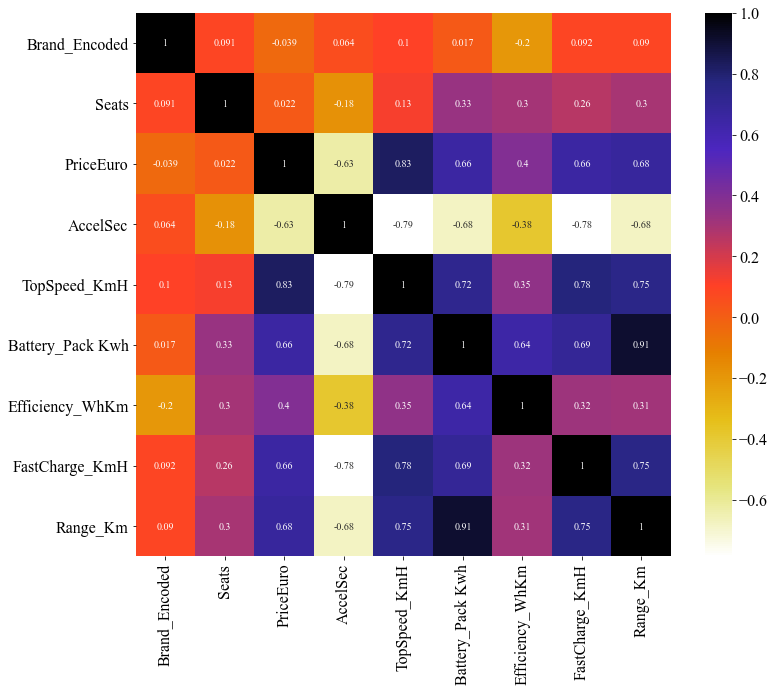 Brand_Encoded 1 0.091 -0.039 0.064 0.1 0.017 -0.2 0.092 0.09
Seats 0.091 1 0.022 -0.18 0.13 0.33 0.3 0.26 0.3
PriceEuro -0.039 0.022 1 -0.63 0.83 0.66 0.4 0.66 0.68
AccelSec 0.064 -0.18 -0.63 1 -0.79 -0.68 -0.38 -0.78 -0.68
TopSpeed_KmH 0.1 0.13 0.83 -0.79 1 0.72 0.35 0.78 0.75
Battery_Pack Kwh 0.017 0.33 0.66 -0.68 0.72 1 0.64 0.69 0.91
Efficiency_WhKm -0.2 0.3 0.4 -0.38 0.35 0.64 1 0.32 0.31
FastCharge_KmH 0.092 0.26 0.66 -0.78 0.78 0.69 0.32 1 0.75
Range_Km 0.09 0.3 0.68 -0.68 0.75 0.91 0.31 0.75 1
Brand_Encoded
Seats
PriceEuro
AccelSec
TopSpeed_KmH
Battery_Pack Kwh
Efficiency_WhKm
FastCharge_KmH
Range_Km
1.0
0.8
0.6
0.4
0.2
0.0
−0.2
−0.4
−0.6